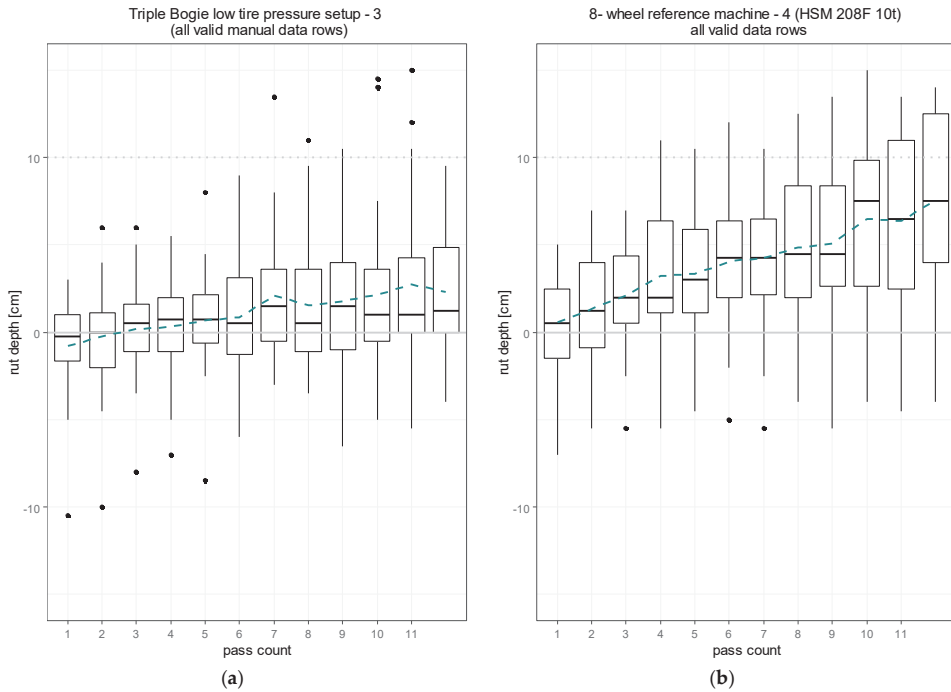 Triple Bogie low tire pressure setup - 3
(all valid manual data rows)
8- wheel reference machine - 4 (HSM 208F 10t)
all valid data rows
rut depth [cm]
10
0
-10
1 2 3 4 5 6 7 8 9 10 11
pass count
(a)
rut depth [cm]
10
0
-10
1 2 3 4 5 6 7 8 9 10 11
pass count
(b)